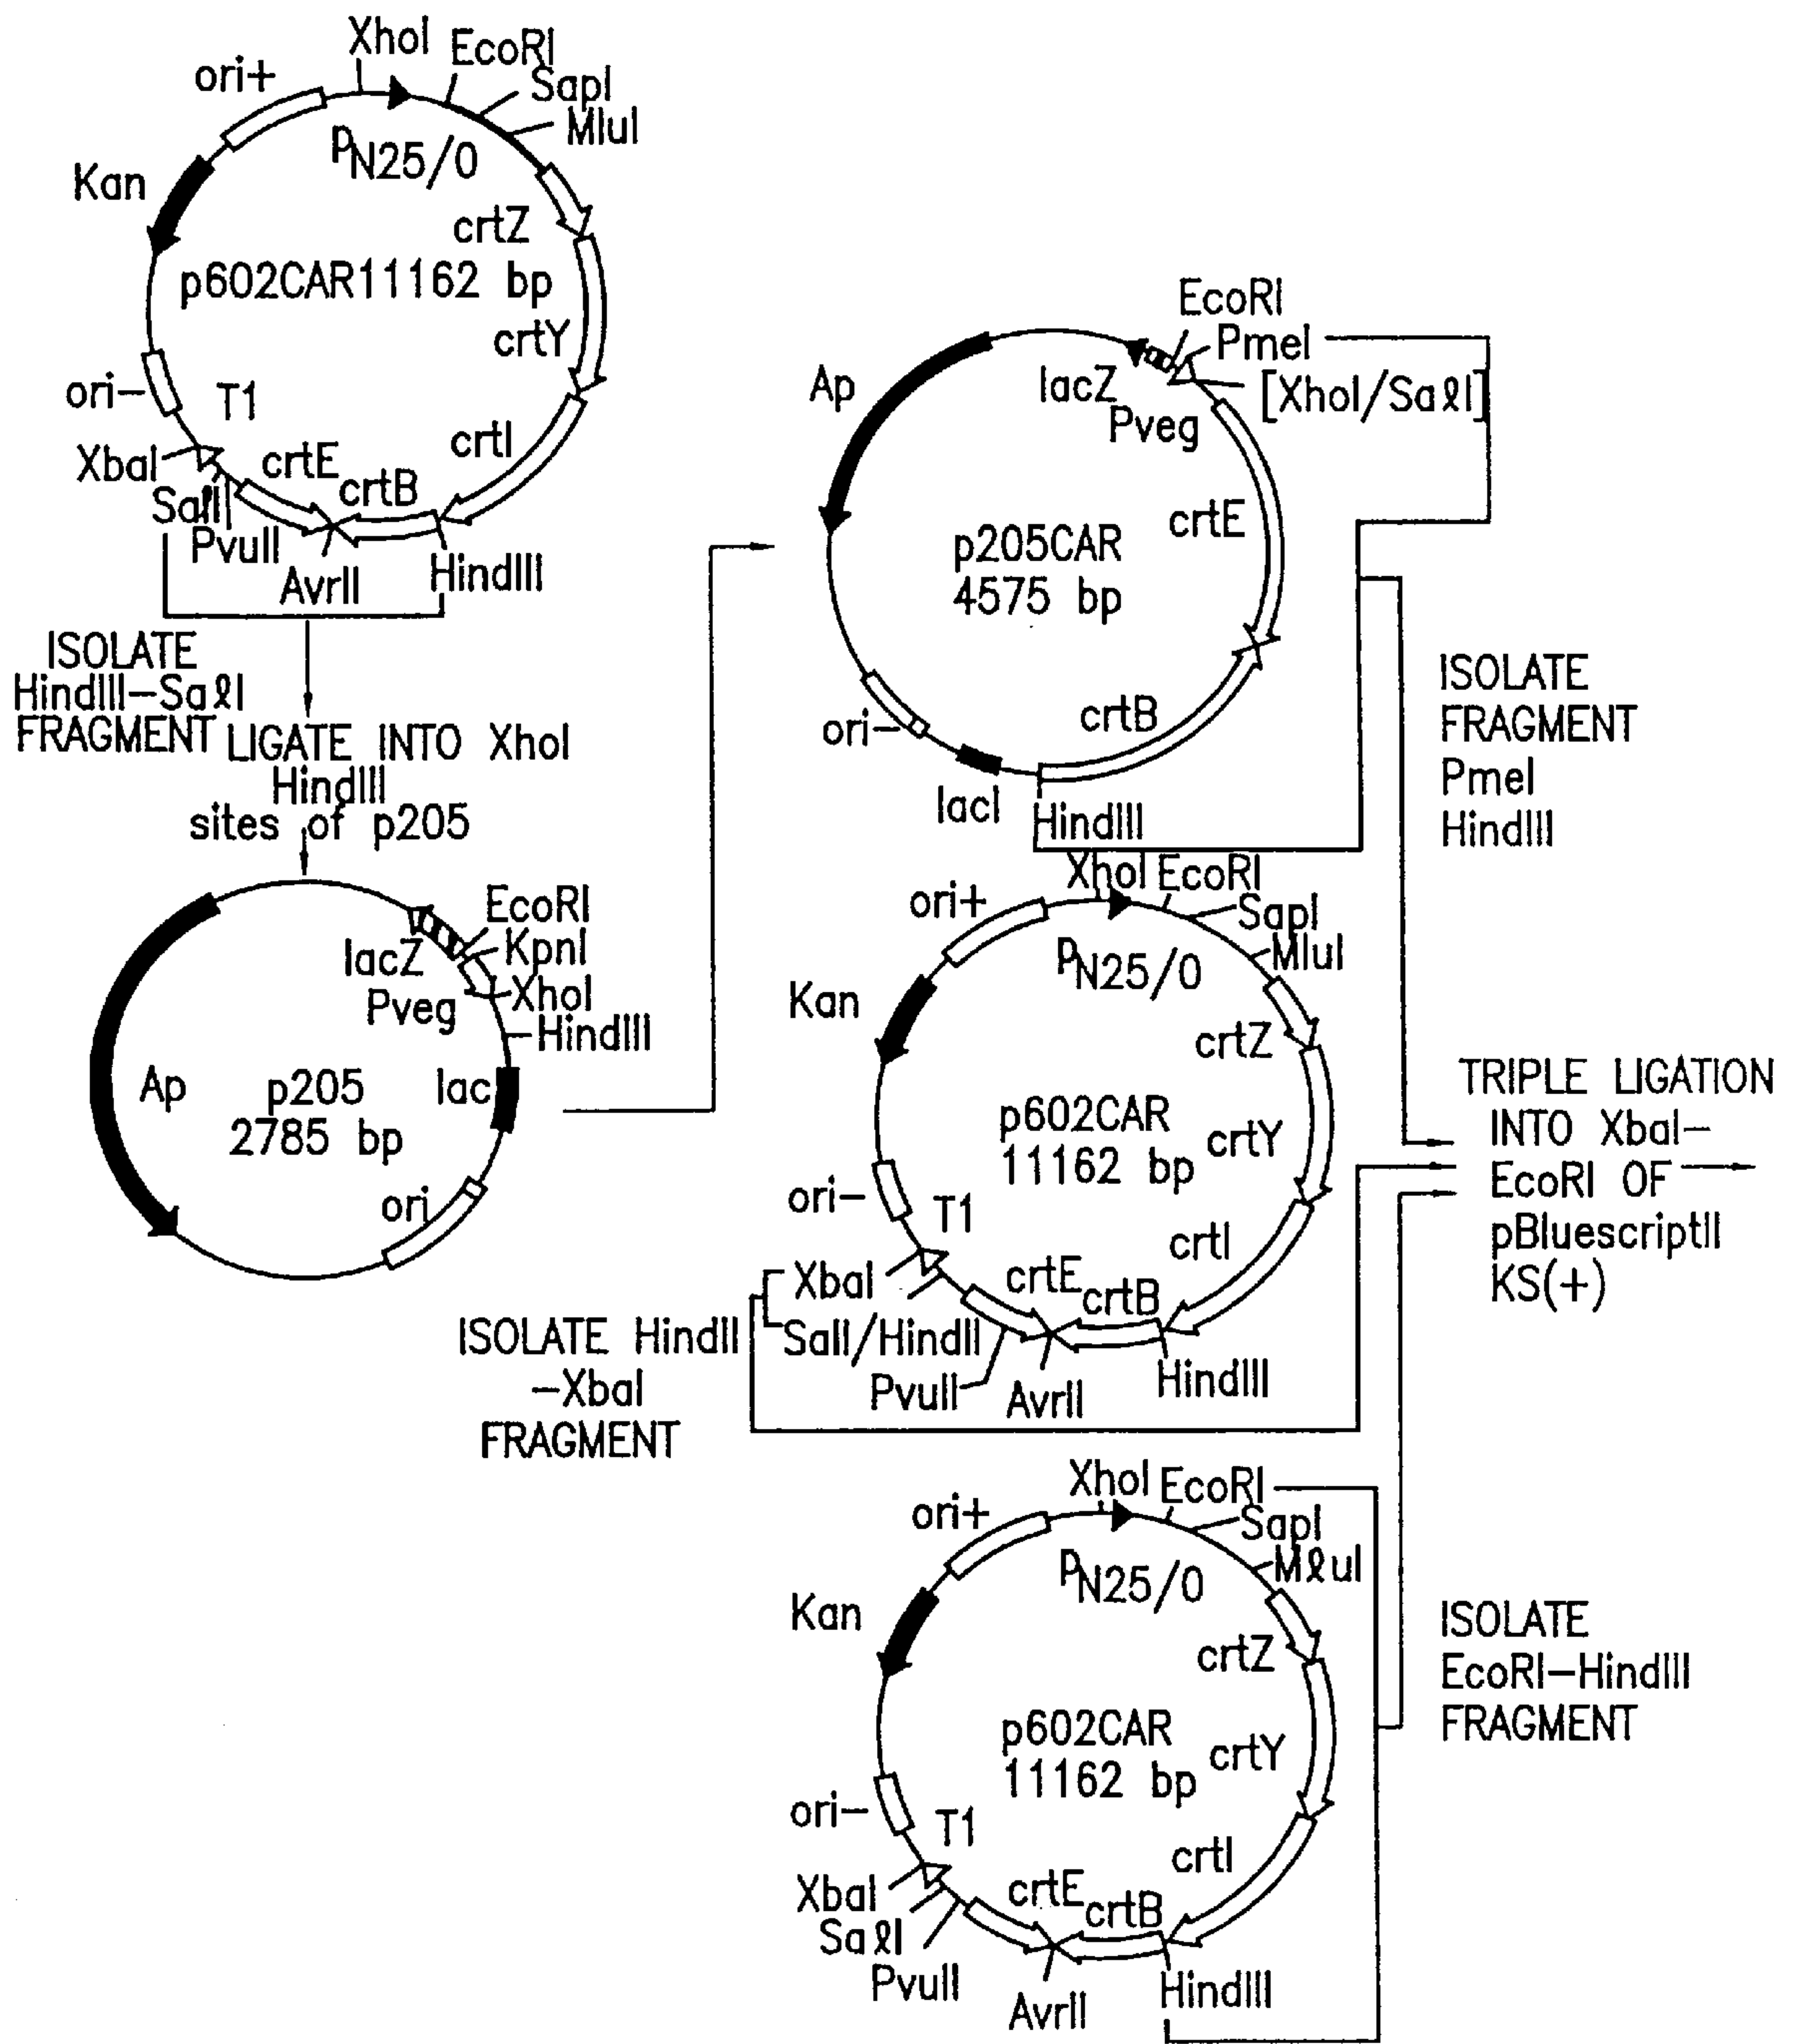 XhoI
EcoRI
ori+
SapI
MluI
PN25/0
Kan
crtZ
p602CAR11162 bp
crtY
ori-
T1
crtI
XbaI
crtE
crtB
SalI
PvuII
AvrII
HindIII
ISOLATE
HindIII-SalI
FRAGMENT
LIGATE INTO XhoI
HindIII
sites of p205
EcoRI
KpnI
lacZ
XhoI
Pveg
HindIII
Ap
p205
2785 bp
lac
ori
EcoRI
PmeI
Ap
lacZ
[XhoI/SalI]
Pveg
crtE
p205CAR
4575 bp
crtB
ori-
lacI
HindIII
ISOLATE
FRAGMENT
PmeI
HindIII
XhoI
EcoRI
ori+
SapI
MluI
PN25/0
Kan
crtZ
p602CAR
11162 bp
crtY
ori-
T1
crtI
XbaI
crtE
crtB
SalI/HindII
PvuII
AvrII
HindIII
ISOLATE HindII
-XbaI
FRAGMENT
TRIPLE LIGATION
INTO XbaI-
EcoRI OF
pBluescriptII
KS(+)
XhoI
EcoRI
ori+
SapI
MluI
PN25/0
Kan
crtZ
p602CAR
11162 bp
crtY
ori-
T1
crtI
XbaI
crtE
crtB
SalI
PvuII
AvrII
HindIII
ISOLATE
EcoRI-HindIII
FRAGMENT